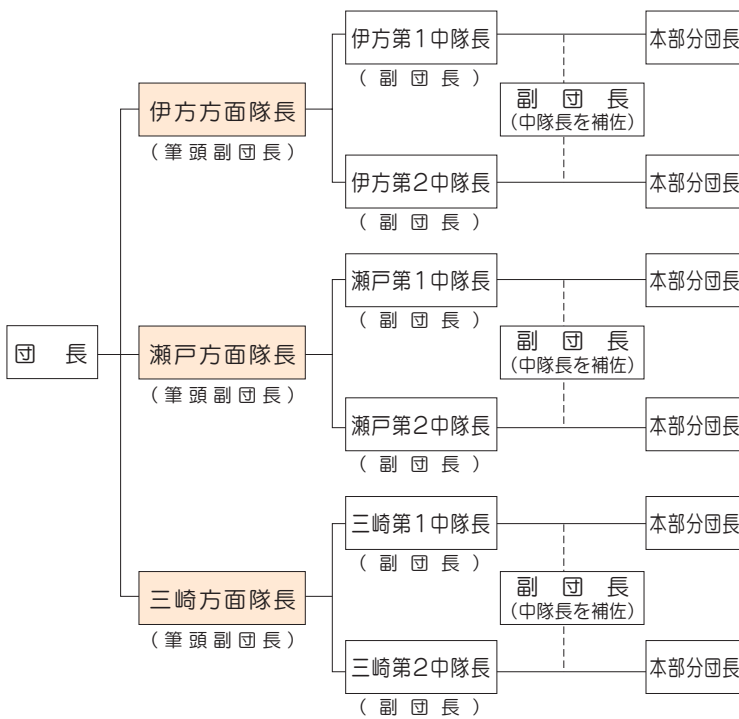 団 長
伊方方面隊長
(筆頭副団長)
伊方第1中隊長
(副団長)
本部分団長
副 団 長
(中隊長を補佐)
伊方第2中隊長
(副団長)
本部分団長
瀬戸方面隊長
(筆頭副団長)
瀬戸第1中隊長
(副団長)
本部分団長
副 団 長
(中隊長を補佐)
瀬戸第2中隊長
(副団長)
本部分団長
三崎方面隊長
(筆頭副団長)
三崎第1中隊長
(副団長)
本部分団長
副 団 長
(中隊長を補佐)
三崎第2中隊長
(副団長)
本部分団長